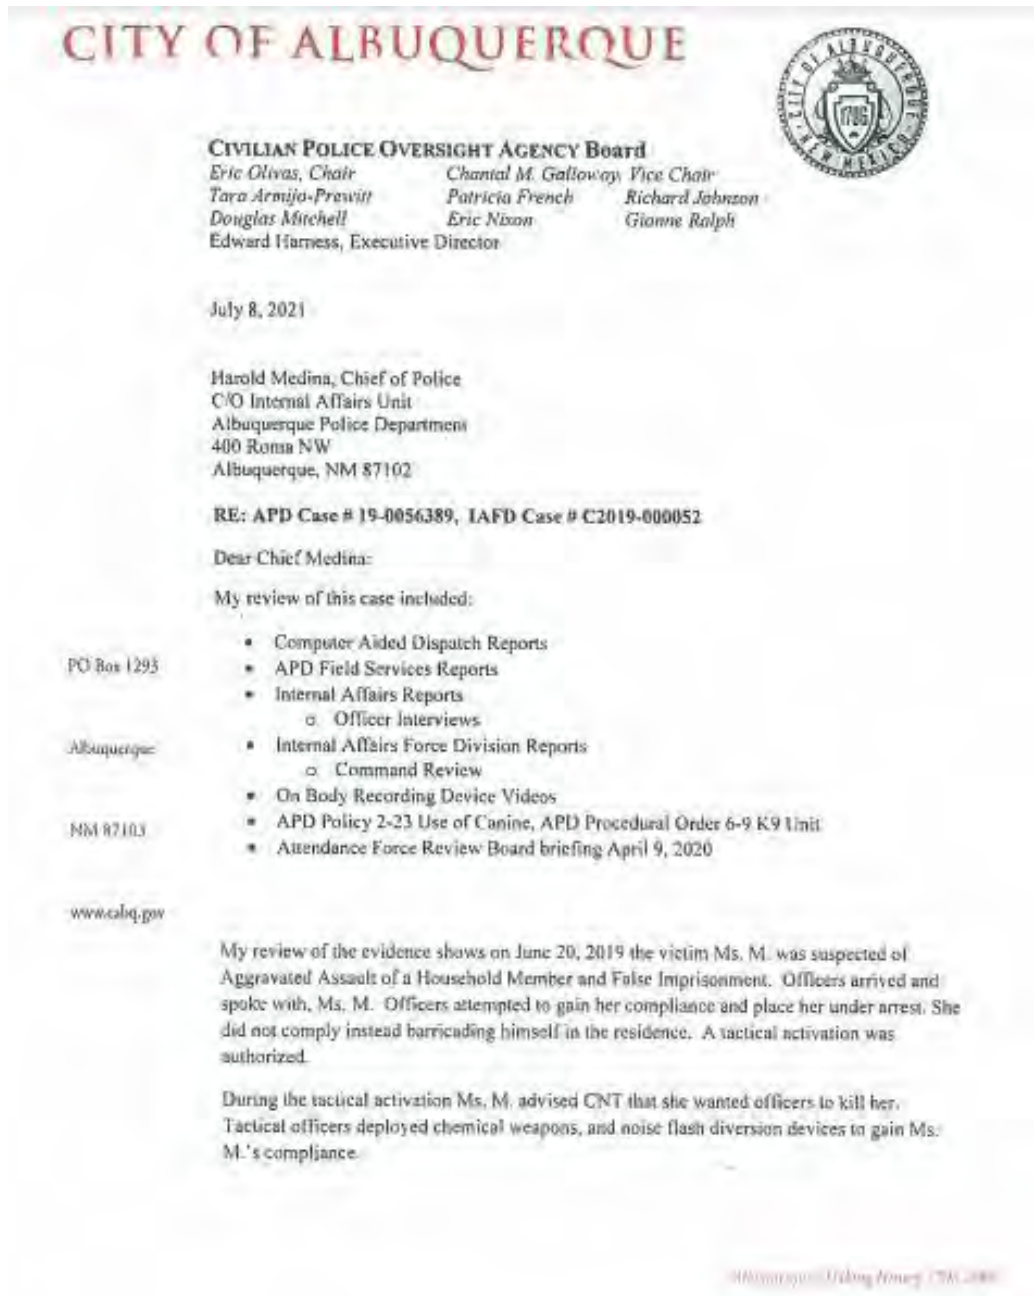 CITY OF ALBUQUERQUE
CITY OF ALBUQUERQUE
1706
NEW MEXICO
CIVILIAN POLICE OVERSIGHT AGENCY Board
Eric Olivas, Chair Chantal M. Galloway, Vice Chair
Tara Armijo-Prewitt Patricia French Richard Johnson
Douglas Mitchell Eric Nixon Gionne Ralph
Edward Harness, Executive Director
July 8, 2021
Harold Medina, Chief of Police
C/O Internal Affairs Unit
Albuquerque Police Department
400 Roma NW
Albuquerque, NM 87102
RE: APD Case # 19-0056389, IAFD Case # C2019-000052
Dear Chief Medina:
My review of this case included:
• Computer Aided Dispatch Reports
• APD Field Services Reports
• Internal Affairs Reports
o Officer Interviews
• Internal Affairs Force Division Reports
o Command Review
• On Body Recording Device Videos
• APD Policy 2-23 Use of Canine, APD Procedural Order 6-9 K9 Unit
• Attendance Force Review Board briefing April 9, 2020
PO Box 1293
Albuquerque
NM 87103
www.cabq.gov
My review of the evidence shows on June 20, 2019 the victim Ms. M. was suspected of
Aggravated Assault of a Household Member and False Imprisonment. Officers arrived and
spoke with, Ms. M. Officers attempted to gain her compliance and place her under arrest. She
did not comply instead barricading himself in the residence. A tactical activation was
authorized.
During the tactical activation Ms. M. advised CNT that she wanted officers to kill her.
Tactical officers deployed chemical weapons, and noise flash diversion devices to gain Ms.
M.'s compliance.
Albuquerque - Making History 1706-2006